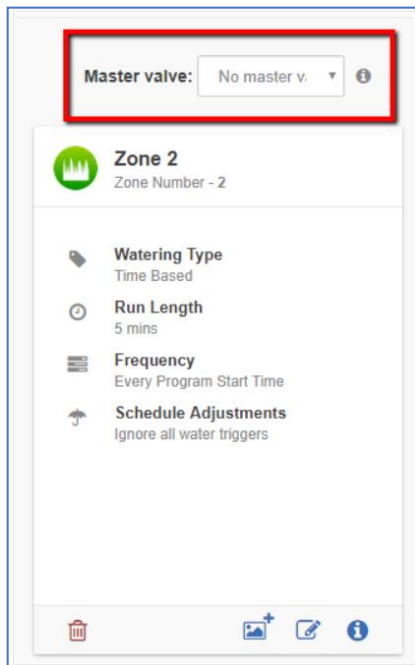 Master valve: No master v
Zone 2
Zone Number - 2
Watering Type
Time Based
Run Length
5 mins
Frequency
Every Program Start Time
Schedule Adjustments
Ignore all water triggers